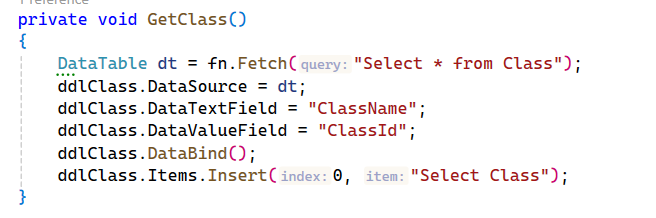 1 reference
private void GetClass()
{
DataTable dt = fn.Fetch(query: "Select * from Class");
ddlClass.DataSource = dt;
ddlClass.DataTextField = "ClassName";
ddlClass.DataValueField = "ClassId";
ddlClass.DataBind();
ddlClass.Items.Insert(index: 0, item: "Select Class");
}